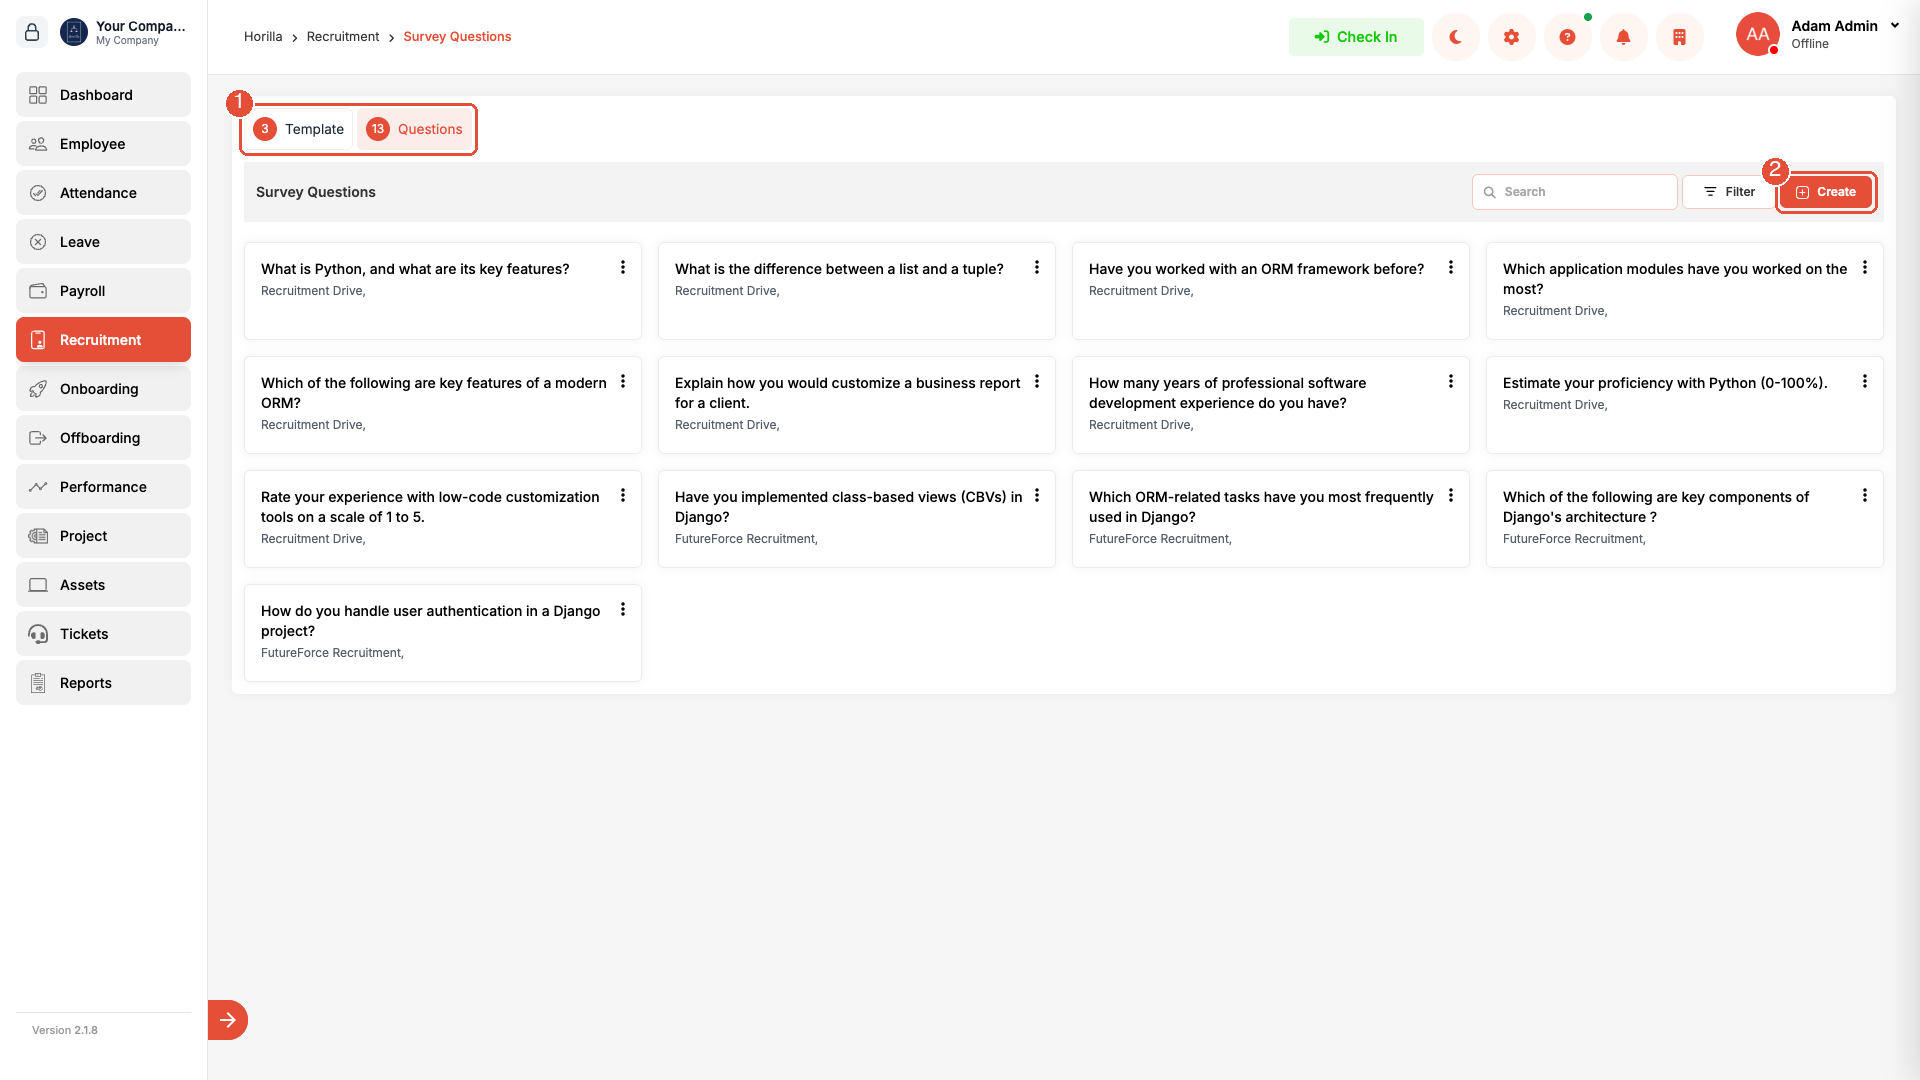 Your Compa...
My Company
Horilla > Recruitment > Survey Questions
Check In
?
AA
Adam Admin
Offline
Dashboard
Employee
Attendance
Leave
Payroll
Recruitment
Onboarding
Offboarding
Performance
Project
Assets
Tickets
Reports
Version 2.1.8
1
3 Template
13 Questions
2
Survey Questions
Search
Filter
Create
What is Python, and what are its key features?
Recruitment Drive,
What is the difference between a list and a tuple?
Recruitment Drive,
Have you worked with an ORM framework before?
Recruitment Drive,
Which application modules have you worked on the
most?
Recruitment Drive,
Which of the following are key features of a modern
ORM?
Recruitment Drive,
Explain how you would customize a business report
for a client.
Recruitment Drive,
How many years of professional software
development experience do you have?
Recruitment Drive,
Estimate your proficiency with Python (0-100%).
Recruitment Drive,
Rate your experience with low-code customization
tools on a scale of 1 to 5.
Recruitment Drive,
Have you implemented class-based views (CBVs) in
Django?
FutureForce Recruitment,
Which ORM-related tasks have you most frequently
used in Django?
FutureForce Recruitment,
Which of the following are key components of
Django's architecture ?
FutureForce Recruitment,
How do you handle user authentication in a Django
project?
FutureForce Recruitment,